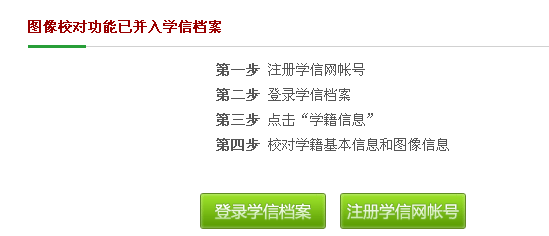 图像校对功能已并入学信档案
第一步 注册学信网帐号
第二步 登录学信档案
第三步 点击“学籍信息”
第四步 校对学籍基本信息和图像信息
登录学信档案 注册学信网帐号